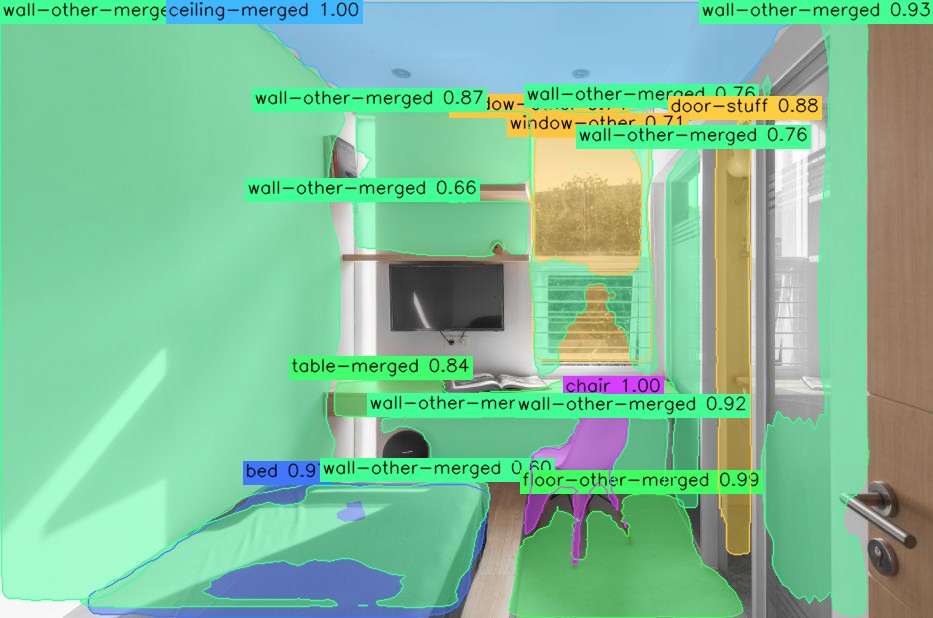 wall-other-merge
ceiling-merged 1.00
wall-other-merged 0.93
wall-other-merged 0.87
wall-other-merged 0.76
door-stuff 0.88
window-other 0.71
wall-other-merged 0.76
wall-other-merged 0.66
table-merged 0.84
chair 1.00
wall-other-mer
wall-other-merged 0.92
bed 0.9
wall-other-merged 0.60
floor-other-merged 0.99